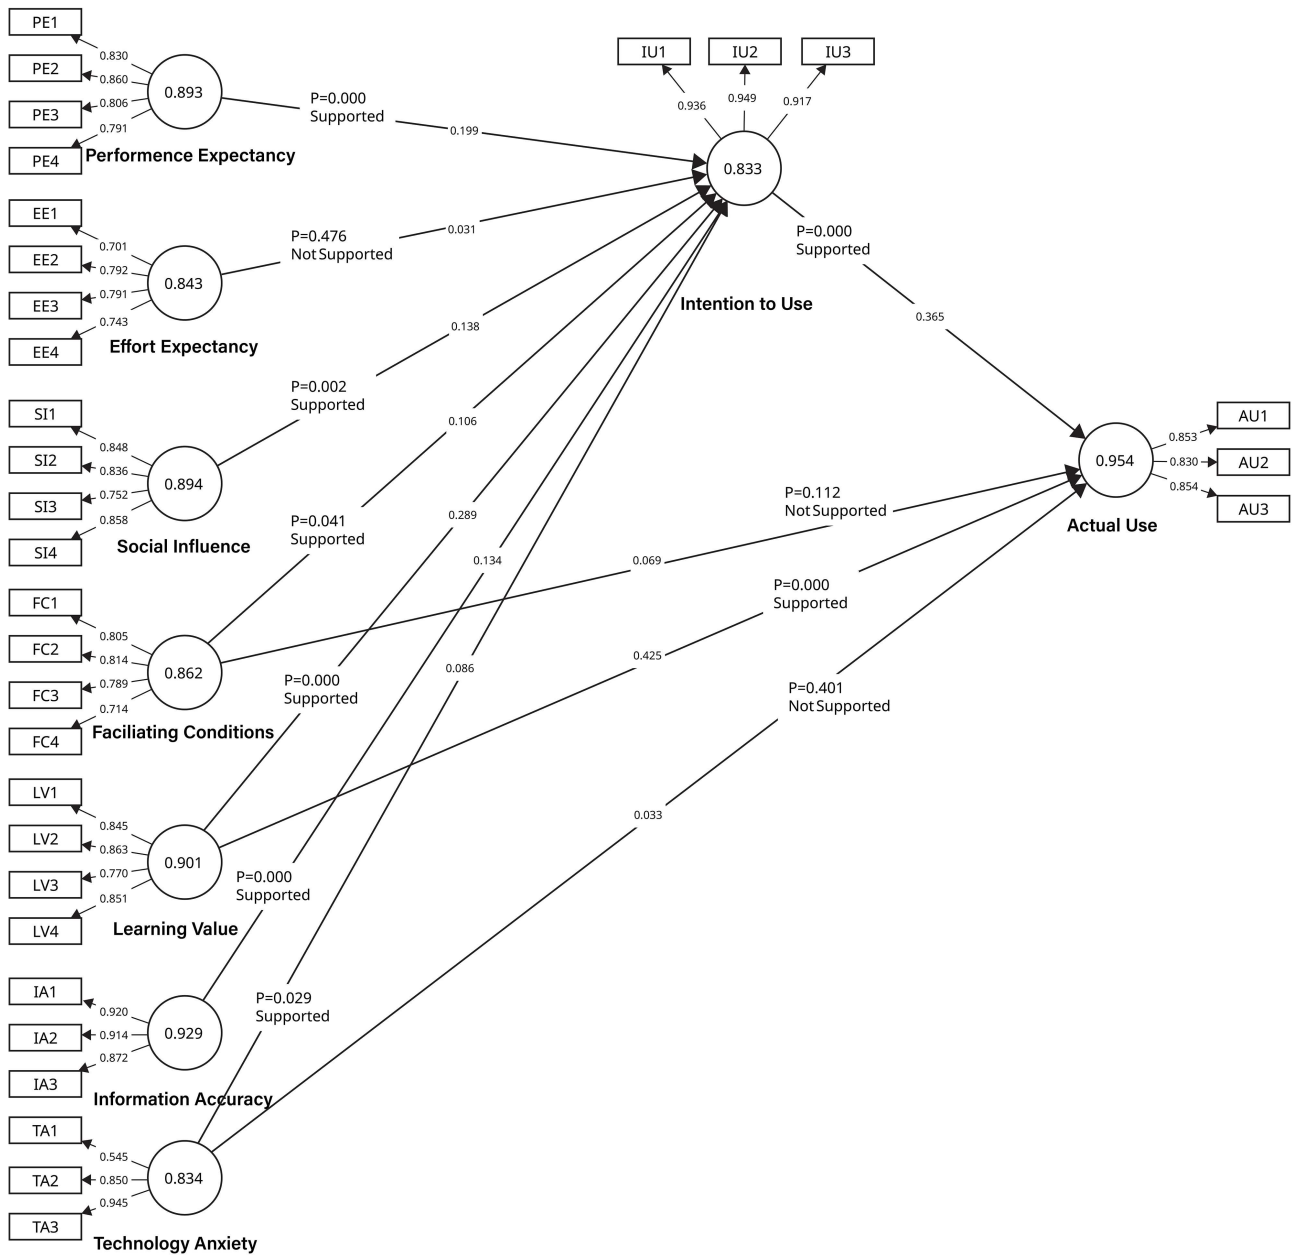 PE1
0.830
PE2
0.860
0.893
PE3
0.806
0.791
PE4
Performence Expectancy
P=0.000
Supported
0.199
IU1
IU2
IU3
0.936
0.949
0.917
0.833
Intention to Use
EE1
0.701
EE2
0.792
0.843
EE3
0.791
0.743
EE4
Effort Expectancy
P=0.476
Not Supported
0.031
P=0.000
Supported
0.365
SI1
0.848
SI2
0.836
0.894
SI3
0.752
0.858
SI4
Social Influence
P=0.002
Supported
0.138
AU1
0.853
0.954
0.830
AU2
0.854
AU3
Actual Use
FC1
0.805
FC2
0.814
0.862
FC3
0.789
0.714
FC4
Faciliating Conditions
P=0.041
Supported
0.106
P=0.112
Not Supported
0.069
LV1
0.845
LV2
0.863
0.901
LV3
0.770
0.851
LV4
Learning Value
P=0.000
Supported
0.289
P=0.000
Supported
0.425
IA1
0.920
IA2
0.914
0.929
0.872
IA3
Information Accuracy
P=0.000
Supported
0.134
TA1
0.545
TA2
0.850
0.834
0.945
TA3
Technology Anxiety
P=0.029
Supported
0.086
P=0.401
Not Supported
0.033